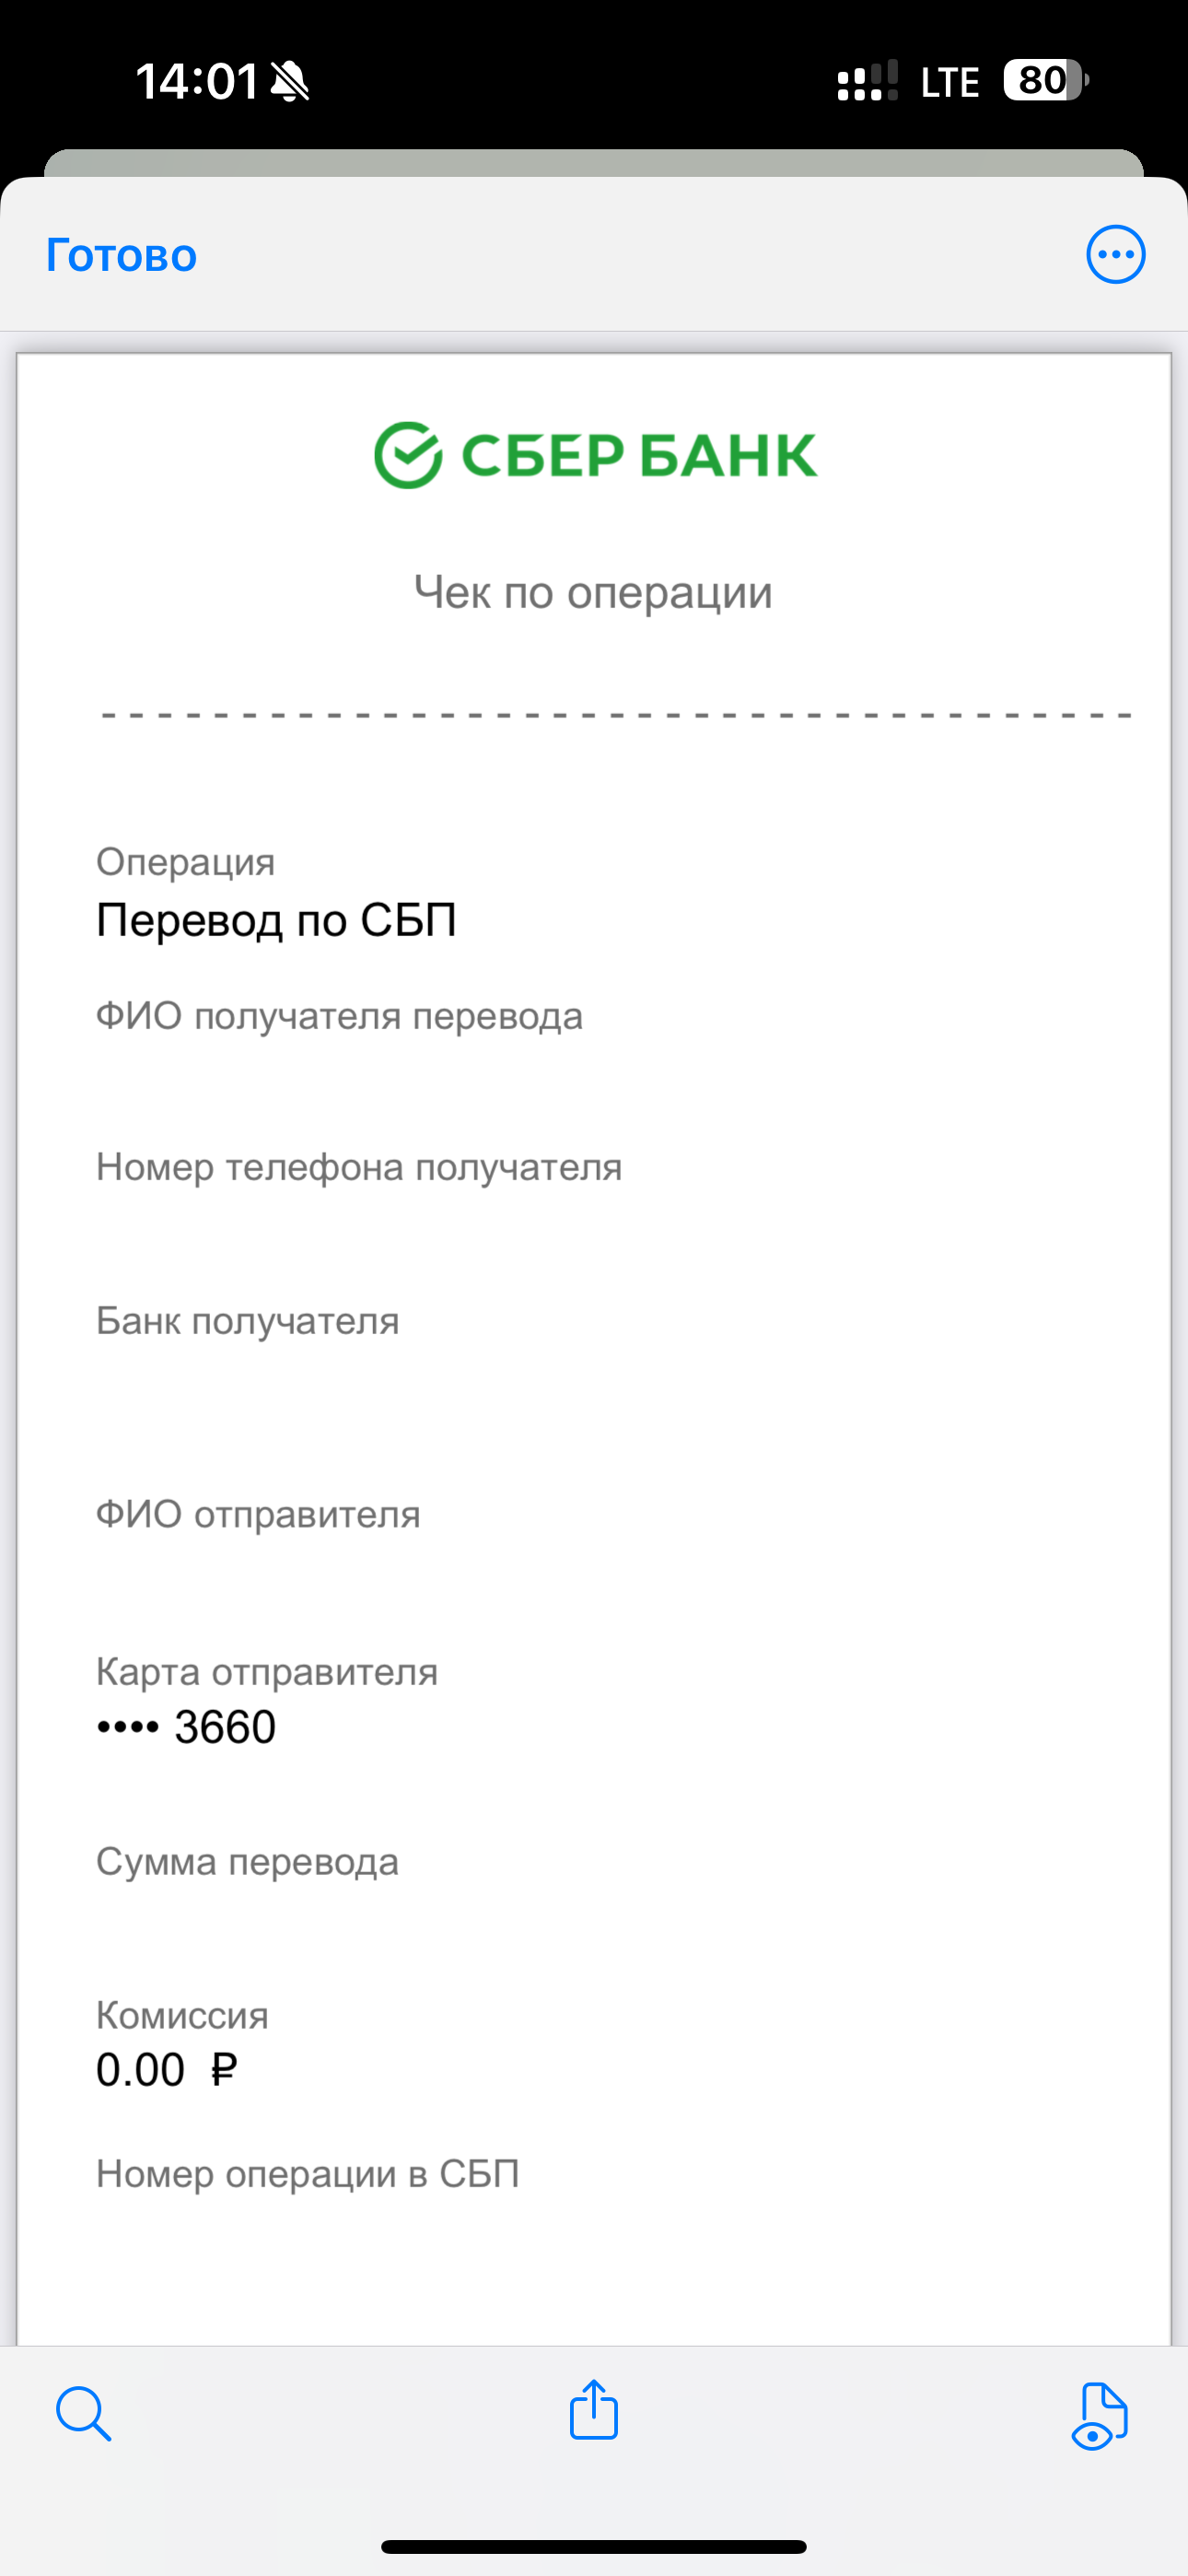 14:01 LTE 80
Готово
СБЕР БАНК
Чек по операции
Операция
Перевод по СБП
ФИО получателя перевода
Номер телефона получателя
Банк получателя
ФИО отправителя
Карта отправителя
•••• 3660
Сумма перевода
Комиссия
0.00 ₽
Номер операции в СБП